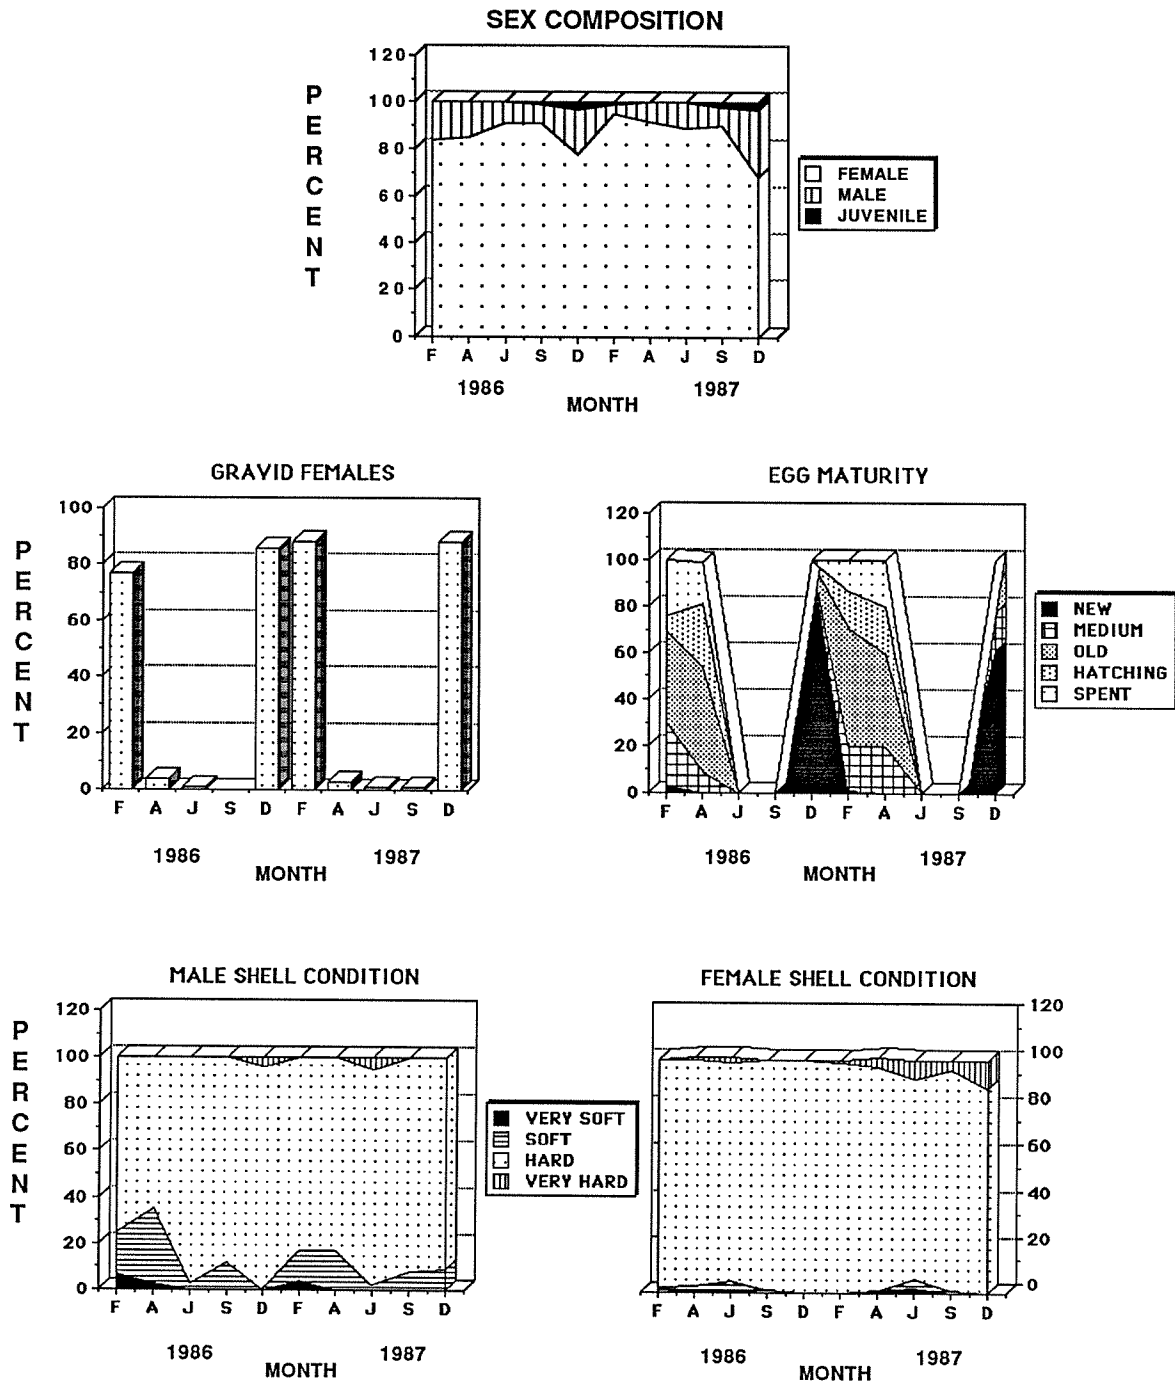 SEX COMPOSITION
PERCENT
120
100
80
60
40
20
0
F A J S D F A J S D
1986 1987
MONTH
FEMALE
MALE
JUVENILE
GRAVID FEMALES
PERCENT
100
80
60
40
20
0
F A J S D F A J S D
1986 1987
MONTH
EGG MATURITY
120
100
80
60
40
20
0
F A J S D F A J S D
1986 1987
MONTH
NEW
MEDIUM
OLD
HATCHING
SPENT
MALE SHELL CONDITION
PERCENT
120
100
80
60
40
20
0
F A J S D F A J S D
1986 1987
MONTH
VERY SOFT
SOFT
HARD
VERY HARD
FEMALE SHELL CONDITION
120
100
80
60
40
20
0
F A J S D F A J S D
1986 1987
MONTH